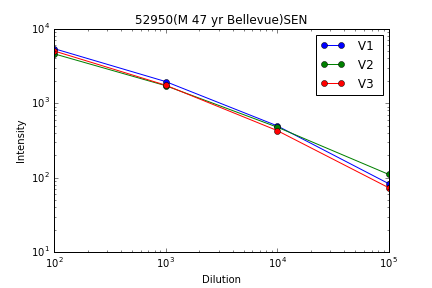 52950(M 47 yr Bellevue)SEN
10^4
10^3
10^2
10^1
Intensity
V1
V2
V3
10^2 10^3 10^4 10^5
Dilution